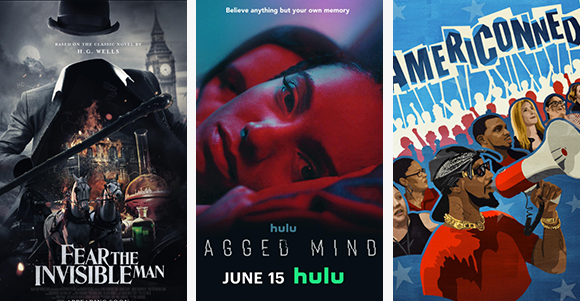 BASED ON THE CLASSIC NOVEL BY
H.G. WELLS
FEAR THE
INVISIBLE MAN
Believe anything but your own memory
hulu
AGGED MIND
JUNE 15 hulu
AMERICONNED